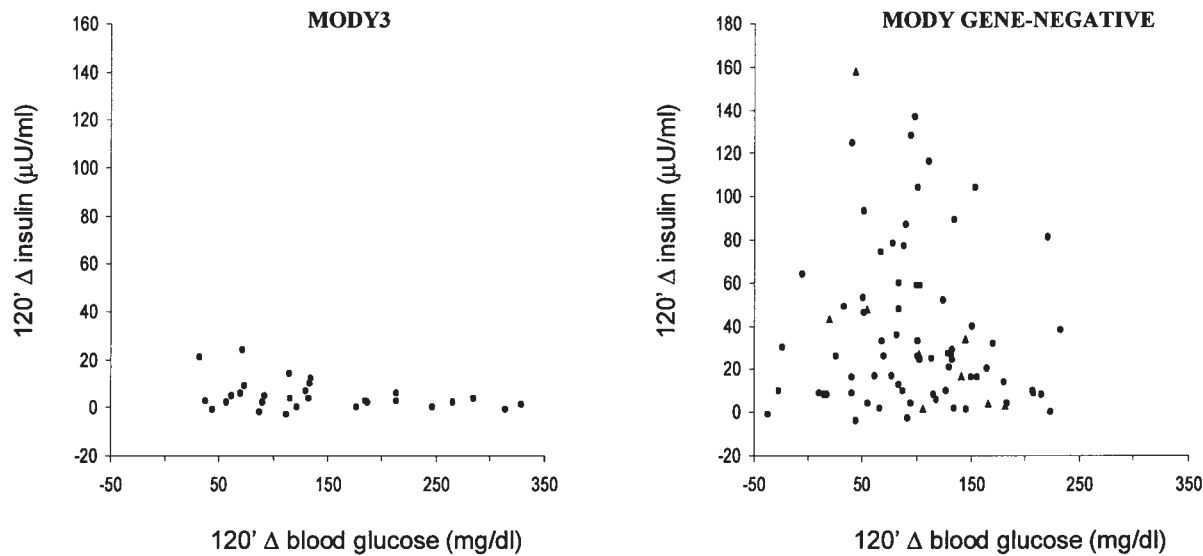 MODY3
160
140
120
100
80
60
40
20
0
-20
-50 50 150 250 350
120' Δ insulin (μU/ml)
120' Δ blood glucose (mg/dl)
MODY GENE-NEGATIVE
180
160
140
120
100
80
60
40
20
0
-20
-50 50 150 250 350
120' Δ insulin (μU/ml)
120' Δ blood glucose (mg/dl)